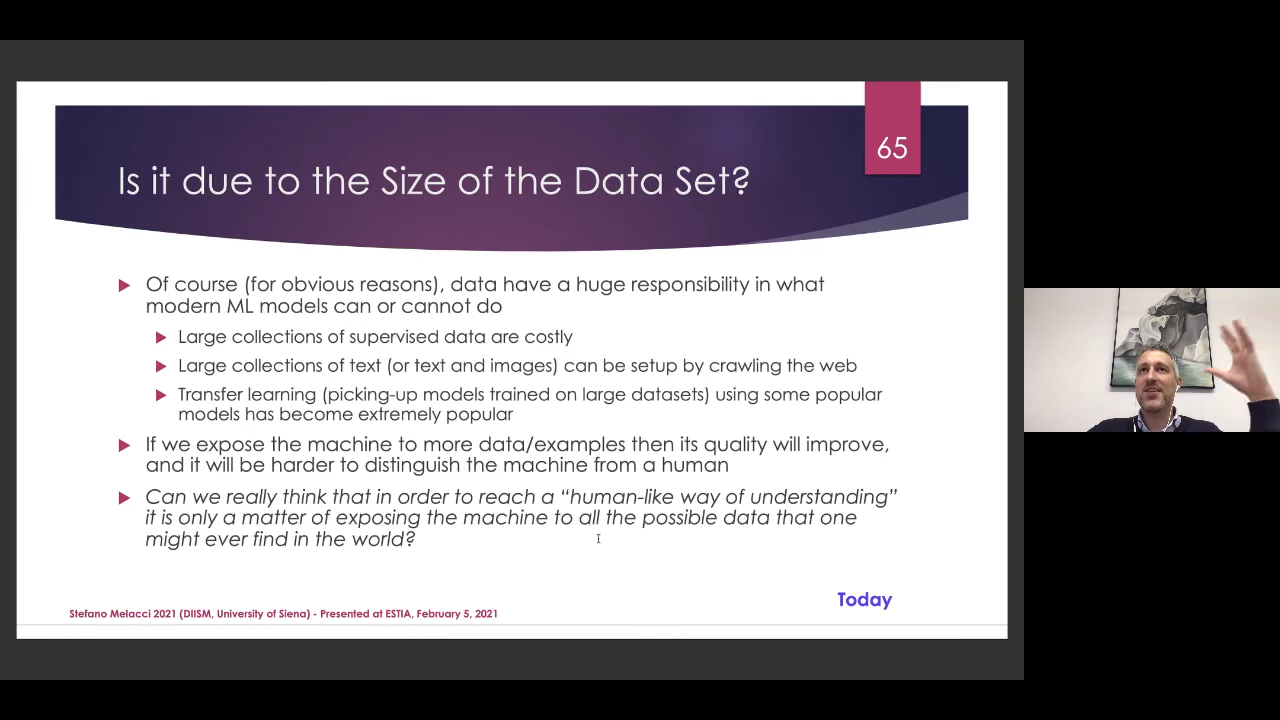 65
Is it due to the Size of the Data Set?
Of course (for obvious reasons), data have a huge responsibility in what
modern ML models can or cannot do
Large collections of supervised data are costly
Large collections of text (or text and images) can be setup by crawling the web
Transfer learning (picking-up models trained on large datasets) using some popular
models has become extremely popular
If we expose the machine to more data/examples then its quality will improve,
and it will be harder to distinguish the machine from a human
Can we really think that in order to reach a “human-like way of understanding”
it is only a matter of exposing the machine to all the possible data that one
might ever find in the world?
Today
Stefano Melacci 2021 (DIISM, University of Siena) - Presented at ESTIA, February 5, 2021